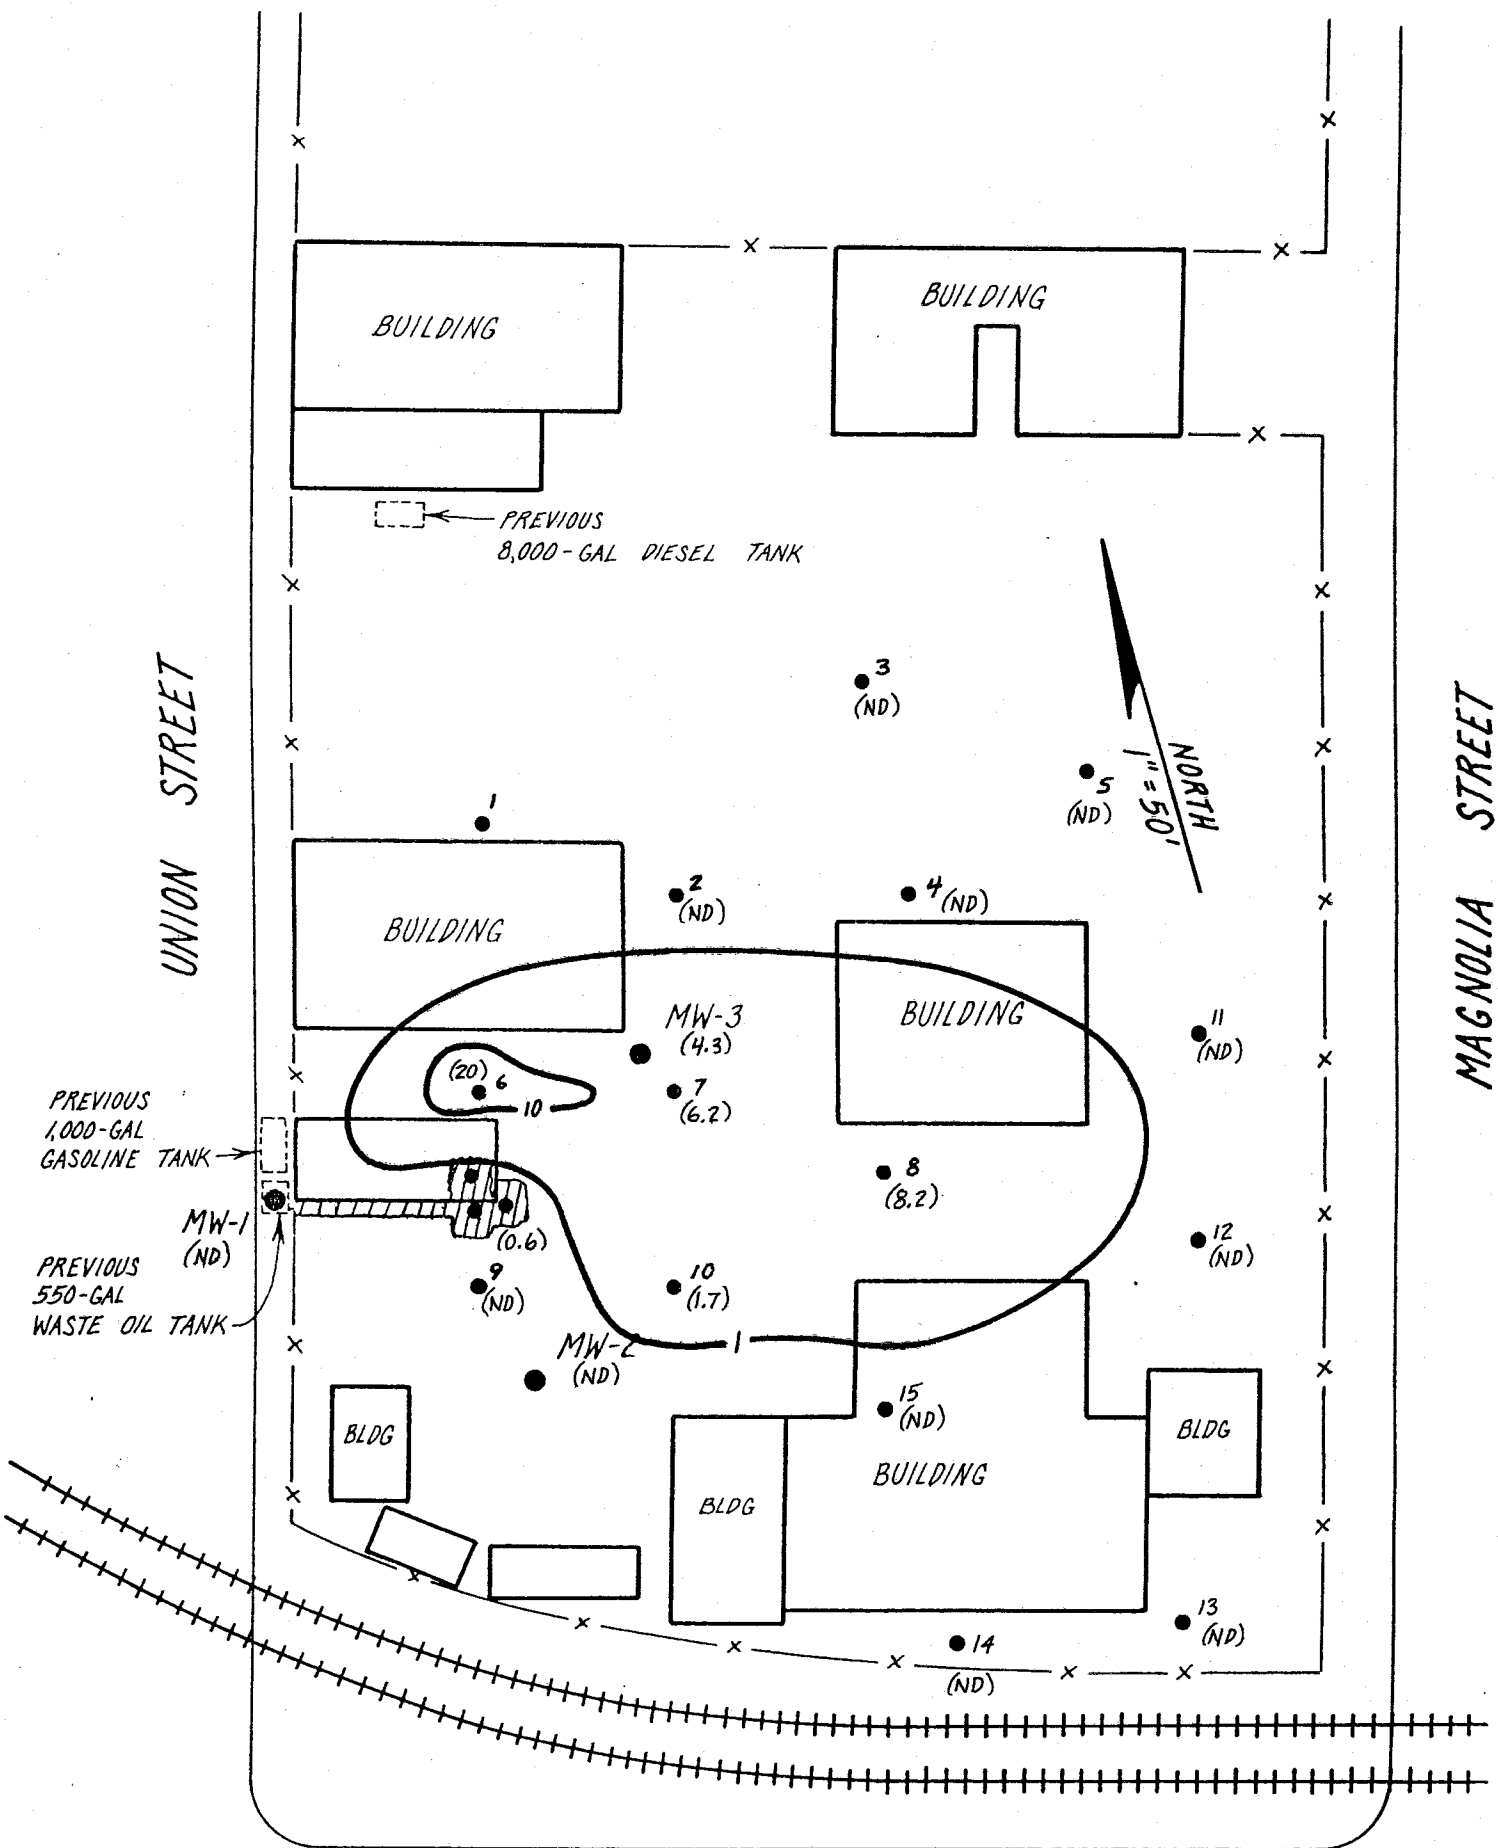 BUILDING
BUILDING
PREVIOUS
8,000-GAL DIESEL TANK
UNION STREET
MAGNOLIA STREET
NORTH
1" = 50'
3
(ND)
5
(ND)
1
2
(ND)
4 (ND)
BUILDING
BUILDING
MW-3
(4.3)
11
(ND)
(20) 6
10
7
(6.2)
PREVIOUS
1,000-GAL
GASOLINE TANK
8
(8.2)
MW-1
(ND)
(0.6)
12
(ND)
PREVIOUS
550-GAL
WASTE OIL TANK
9
(ND)
10
(1.7)
1
MW-2
(ND)
15
(ND)
BLDG
BLDG
BUILDING
BLDG
13
(ND)
14
(ND)